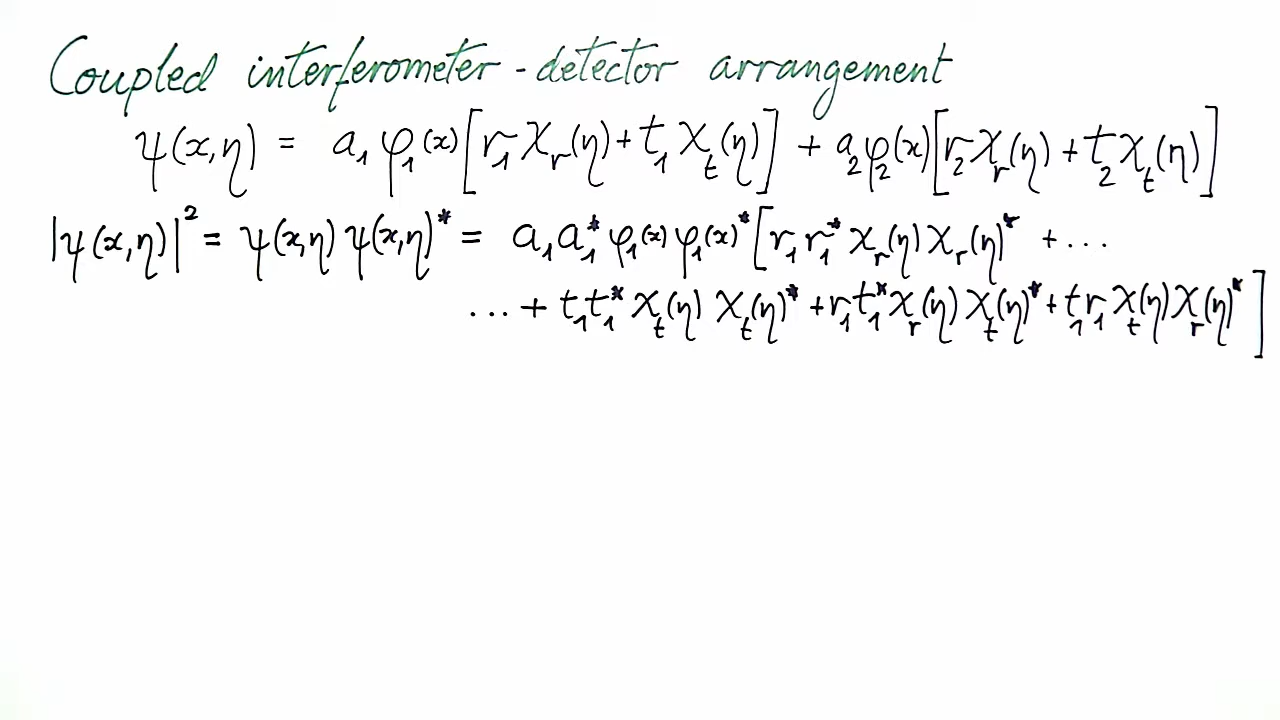 Coupled interferometer - detector arrangement
ψ(x,η) = a₁φ₁(x)[r₁χᵣ(η) + t₁χₜ(η)] + a₂φ₂(x)[r₂χᵣ(η) + t₂χₜ(η)]
|ψ(x,η)|² = ψ(x,η)ψ(x,η)* = a₁a₁*φ₁(x)φ₁(x)*[r₁r₁*χᵣ(η)χᵣ(η)* + ...
... + t₁t₁*χₜ(η)χₜ(η)* + r₁t₁*χᵣ(η)χₜ(η)* + t₁r₁χₜ(η)χᵣ(η)*]